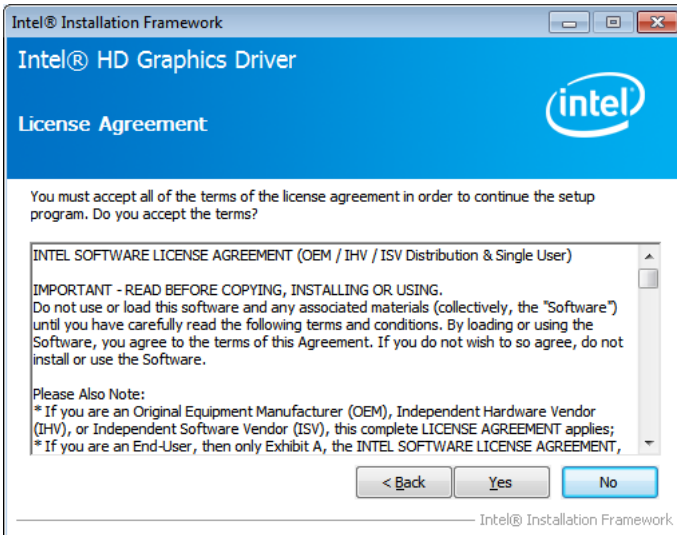 Intel® Installation Framework
Intel® HD Graphics Driver
intel
License Agreement
You must accept all of the terms of the license agreement in order to continue the setup
program. Do you accept the terms?
INTEL SOFTWARE LICENSE AGREEMENT (OEM / IHV / ISV Distribution & Single User)
IMPORTANT - READ BEFORE COPYING, INSTALLING OR USING.
Do not use or load this software and any associated materials (collectively, the "Software")
until you have carefully read the following terms and conditions. By loading or using the
Software, you agree to the terms of this Agreement. If you do not wish to so agree, do not
install or use the Software.
Please Also Note:
* If you are an Original Equipment Manufacturer (OEM), Independent Hardware Vendor
(IHV), or Independent Software Vendor (ISV), this complete LICENSE AGREEMENT applies;
* If you are an End-User, then only Exhibit A, the INTEL SOFTWARE LICENSE AGREEMENT,
< Back Yes No
Intel® Installation Framework